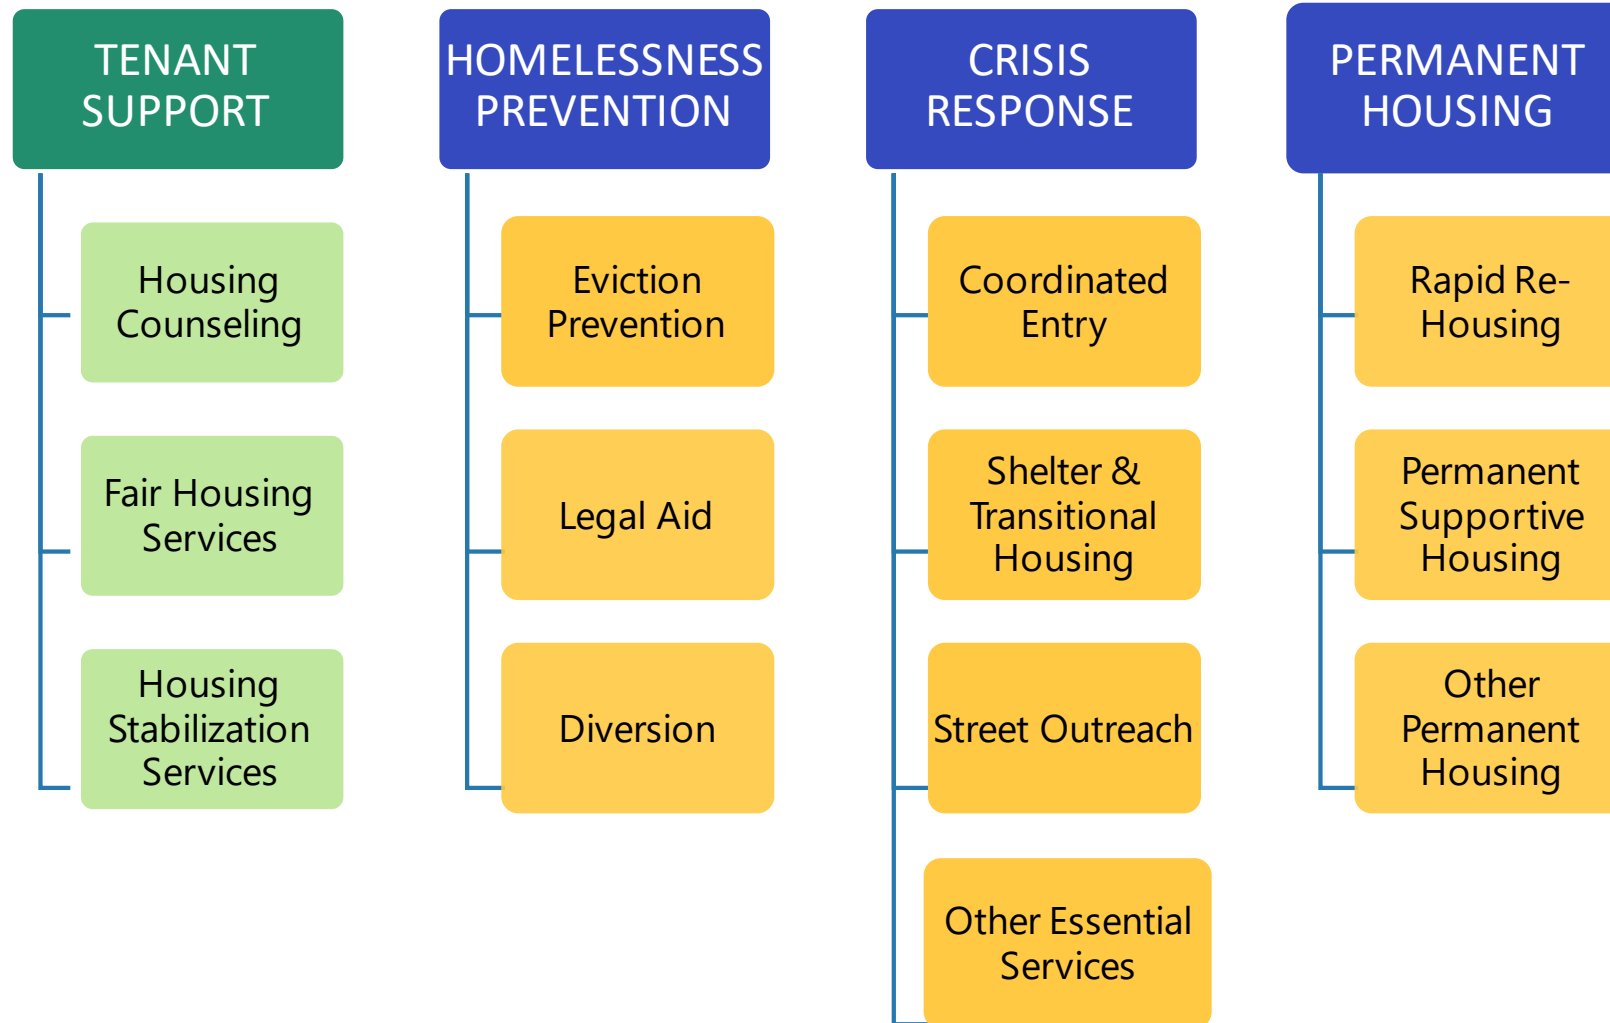 TENANT
SUPPORT
Housing
Counseling
Fair Housing
Services
Housing
Stabilization
Services
HOMELESSNESS
PREVENTION
Eviction
Prevention
Legal Aid
Diversion
CRISIS
RESPONSE
Coordinated
Entry
Shelter &
Transitional
Housing
Street Outreach
Other Essential
Services
PERMANENT
HOUSING
Rapid Re-
Housing
Permanent
Supportive
Housing
Other
Permanent
Housing